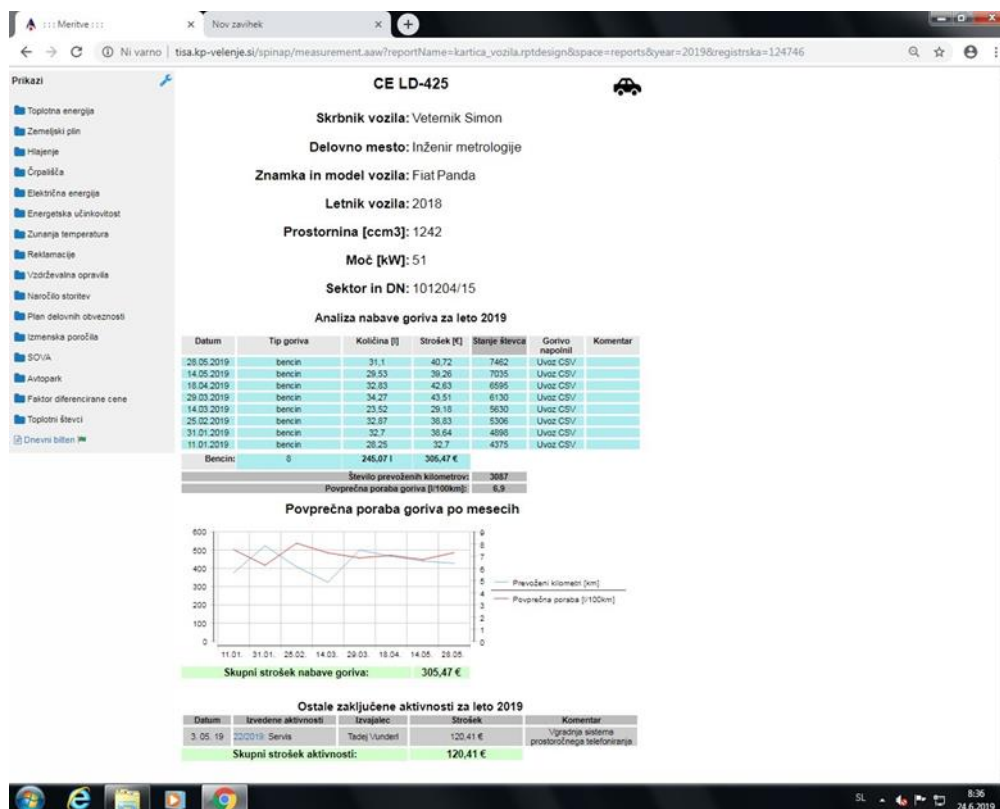 ::: Meritve :::
Nov zavihek
Ni varno | tisa.kp-velenje.si/spinap/measurement.aaw?reportName=kartica_vozila.rptdesign&space=reports&year=2019&registrska=124746
Prikazi
Toplotna energija
Zemeljski plin
Hlajenje
Črpališča
Električna energija
Energetska učinkovitost
Zunanja temperatura
Reklamacije
Vzdrževalna opravila
Naročilo storitev
Plan delovnih obveznosti
Izmenska poročila
SOVA
Avtopark
Faktor diferencirane cene
Toplotni števci
Dnevni bilten
CE LD-425
Skrbnik vozila: Veternik Simon
Delovno mesto: Inženir metrologije
Znamka in model vozila: Fiat Panda
Letnik vozila: 2018
Prostornina [ccm3]: 1242
Moč [kW]: 51
Sektor in DN: 101204/15
Analiza nabave goriva za leto 2019
Datum Tip goriva Količina [l] Strošek [€] Stanje števca Gorivo napolnil Komentar
28.05.2019 bencin 31,1 40,72 7462 Uvoz CSV
14.05.2019 bencin 29,53 39,26 7035 Uvoz CSV
18.04.2019 bencin 32,83 42,63 6595 Uvoz CSV
29.03.2019 bencin 34,27 43,51 6130 Uvoz CSV
14.03.2019 bencin 23,52 29,18 5630 Uvoz CSV
25.02.2019 bencin 32,87 38,83 5306 Uvoz CSV
31.01.2019 bencin 32,7 38,64 4898 Uvoz CSV
11.01.2019 bencin 28,25 32,7 4375 Uvoz CSV
Bencin: 8 245,07 l 305,47 €
Število prevoženih kilometrov: 3087
Povprečna poraba goriva [l/100km]: 6,9
Povprečna poraba goriva po mesecih
600 9
500 8
400 7
300 6
200 5
100 4
0 3
2
1
0
Prevoženi kilometri [km]
Povprečna poraba [l/100km]
11.01. 31.01. 25.02. 14.03. 29.03. 18.04. 14.05. 28.05.
Skupni strošek nabave goriva: 305,47 €
Ostale zaključene aktivnosti za leto 2019
Datum Izvedene aktivnosti Izvajalec Strošek Komentar
3. 05. 19 22/2019: Servis Tadej Vunderl 120,41 € Vgradnja sistema
prostoročnega telefoniranja
Skupni strošek aktivnosti: 120,41 €
SL 8:36
24.6.2019